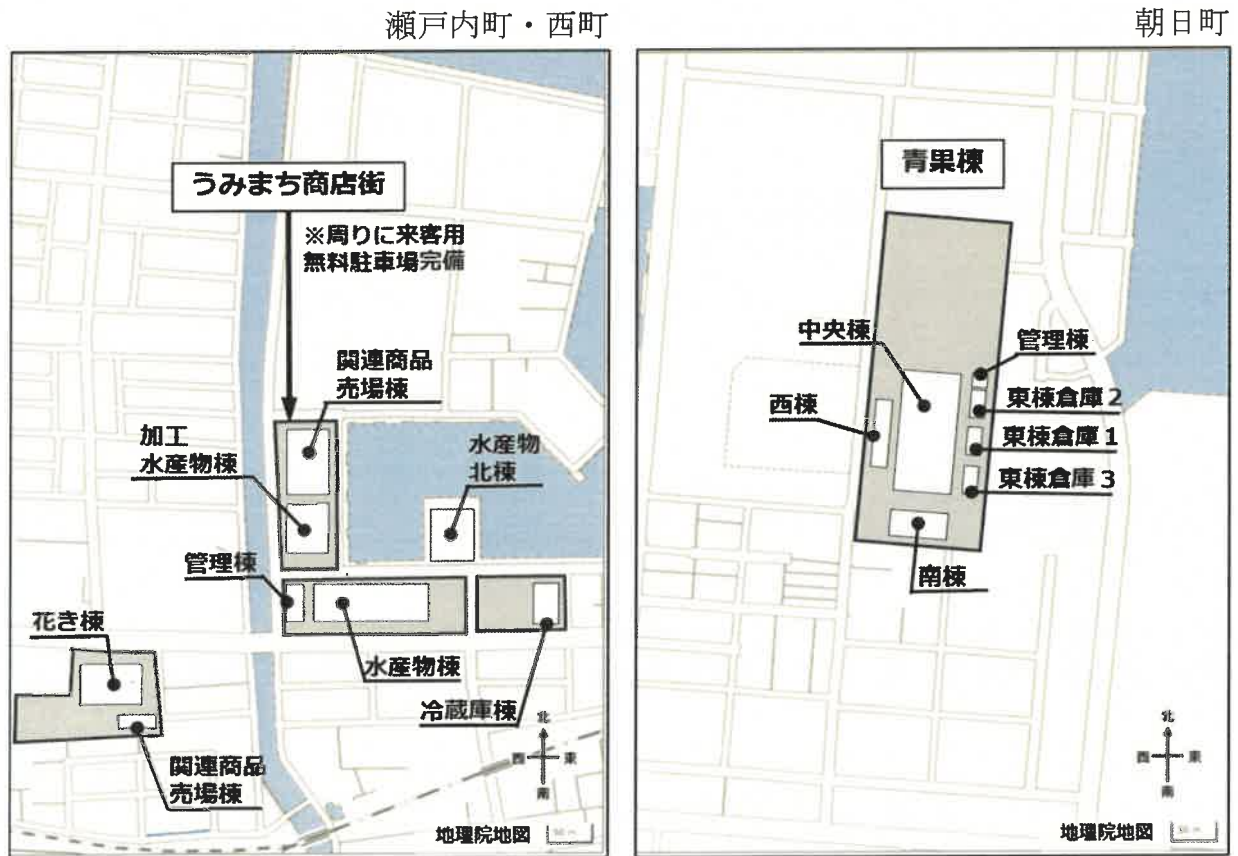 瀬戸内町・西町
うみまち商店街
※周りに来客用
無料駐車場完備
関連商品
売場棟
加工
水産物棟
水産物
北棟
管理棟
花き棟
水産物棟
冷蔵庫棟
関連商品
売場棟
北
西
東
南
地理院地図
朝日町
青果棟
中央棟
管理棟
西棟
東棟倉庫2
東棟倉庫1
東棟倉庫3
南棟
北
西
東
南
地理院地図